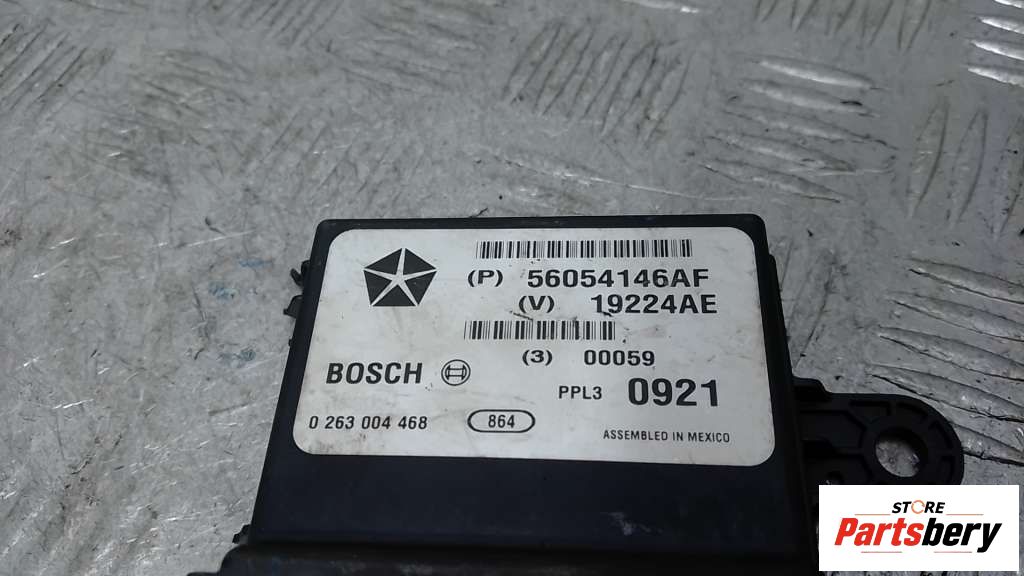 (P) 56054146AF
(V) 19224AE
(3) 00059
BOSCH
PPL3 0921
0 263 004 468
864
ASSEMBLED IN MEXICO
STORE
Partsbery